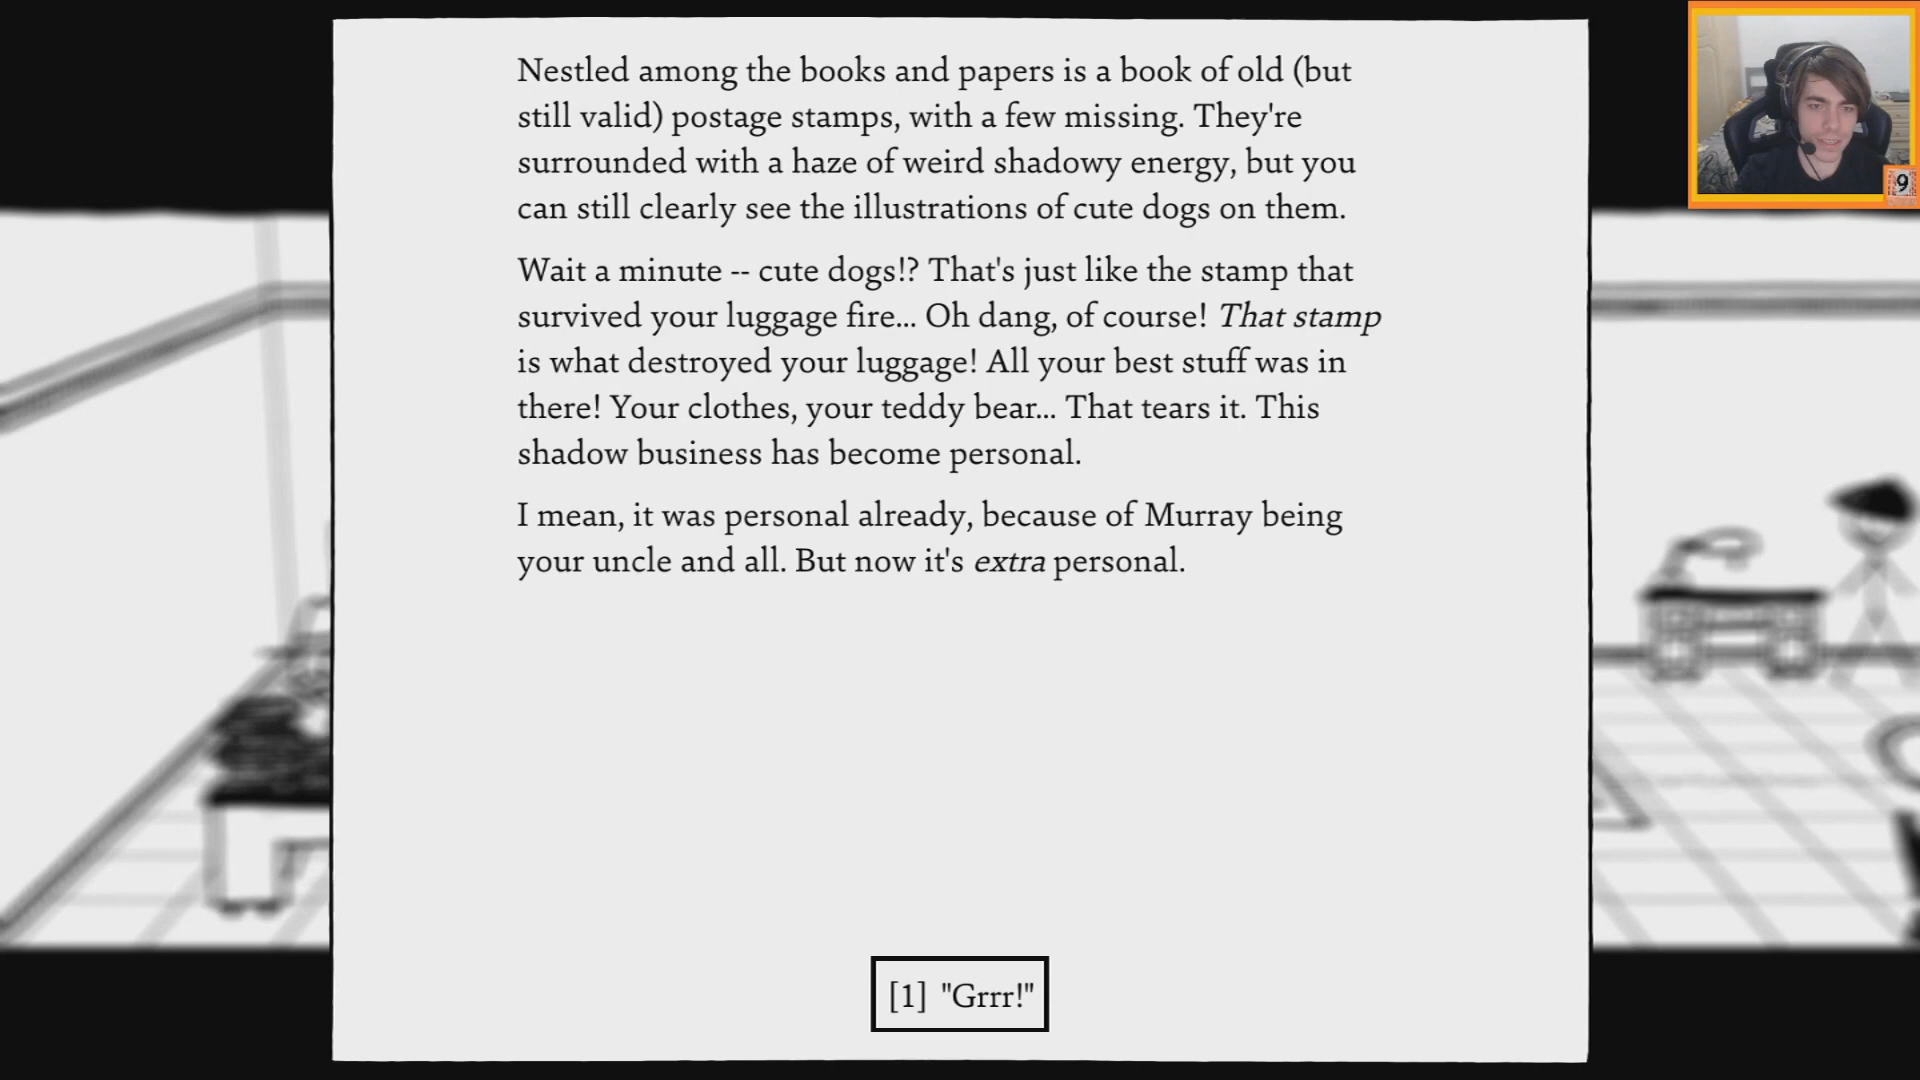 Nestled among the books and papers is a book of old (but
still valid) postage stamps, with a few missing. They're
surrounded with a haze of weird shadowy energy, but you
can still clearly see the illustrations of cute dogs on them.
Wait a minute -- cute dogs!? That's just like the stamp that
survived your luggage fire... Oh dang, of course! That stamp
is what destroyed your luggage! All your best stuff was in
there! Your clothes, your teddy bear... That tears it. This
shadow business has become personal.
I mean, it was personal already, because of Murray being
your uncle and all. But now it's extra personal.
[1] "Grrr!"
9